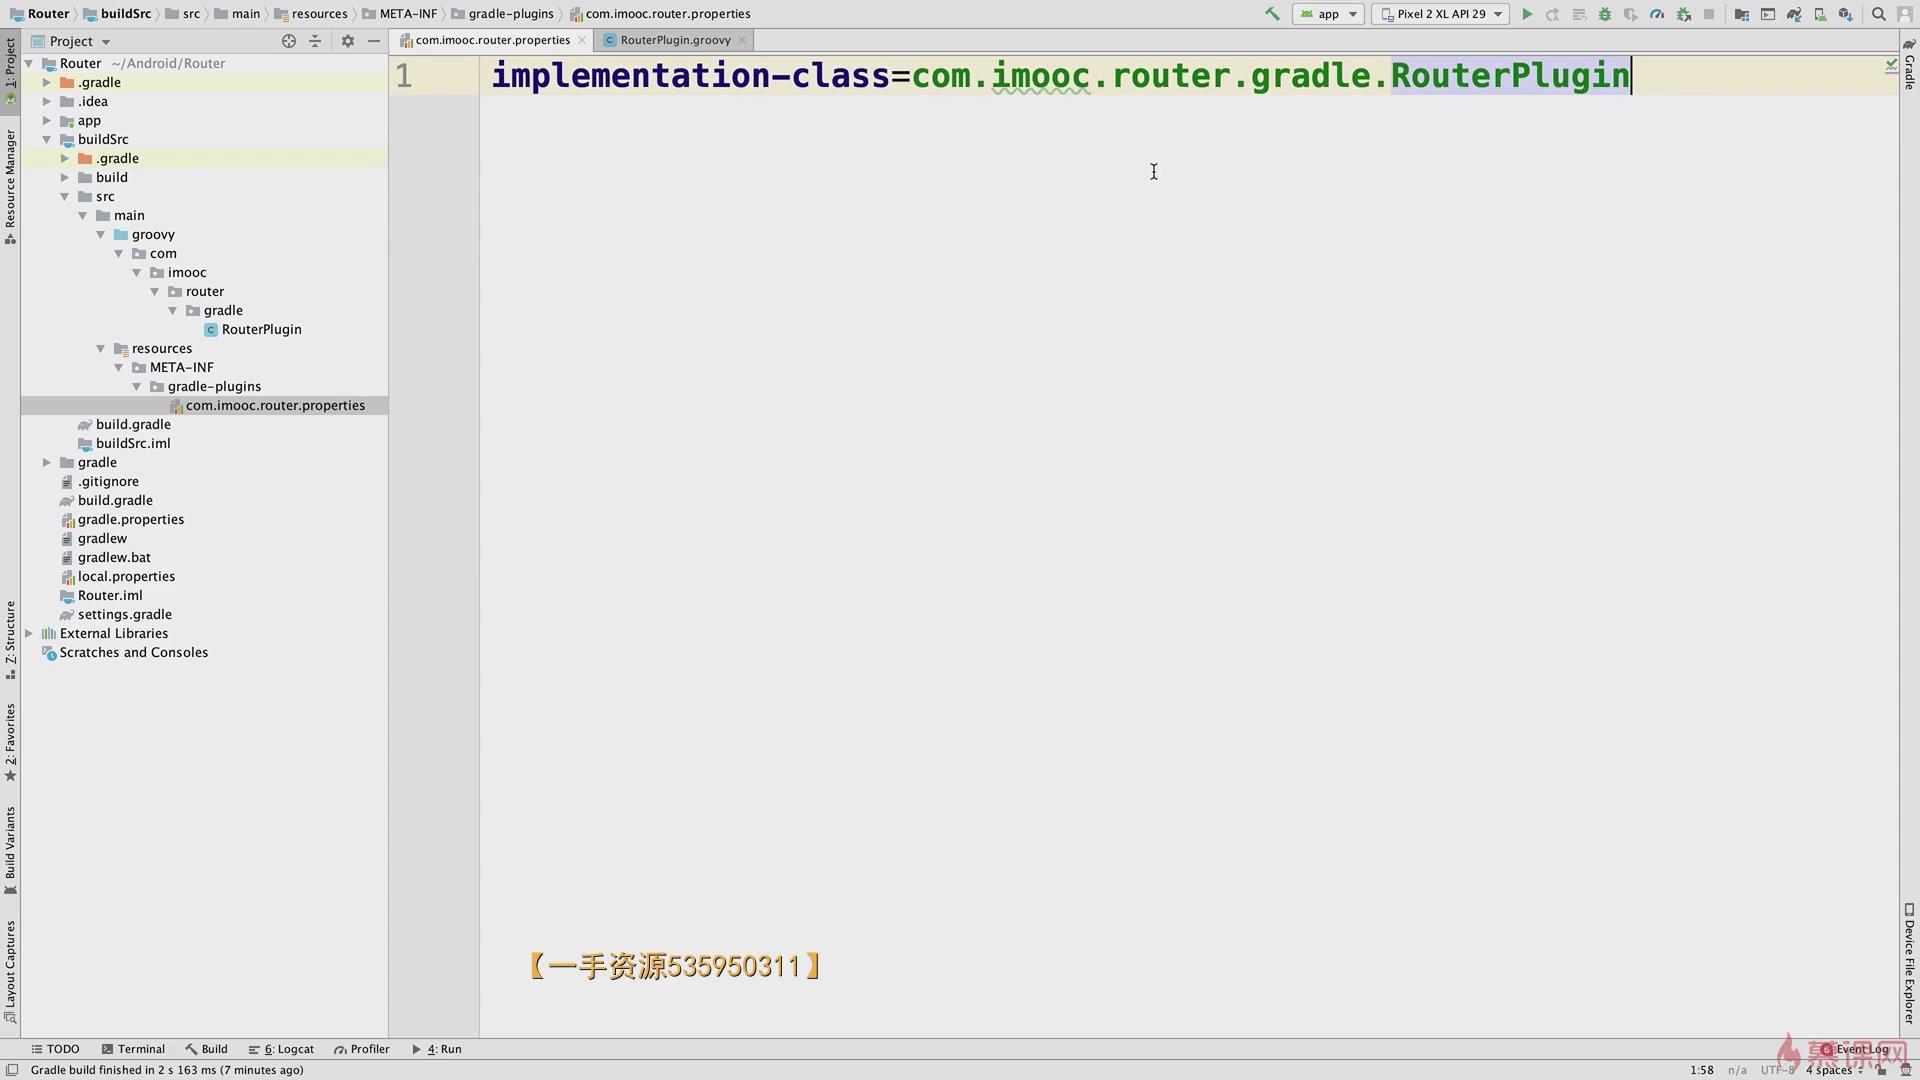 Router
buildSrc
src
main
resources
META-INF
gradle-plugins
com.imooc.router.properties
app
Pixel 2 XL API 29
Project
com.imooc.router.properties
RouterPlugin.groovy
1 implementation-class=com.imooc.router.gradle.RouterPlugin
Router ~/Android/Router
.gradle
.idea
app
buildSrc
.gradle
build
src
main
groovy
com
imooc
router
gradle
RouterPlugin
resources
META-INF
gradle-plugins
com.imooc.router.properties
build.gradle
buildSrc.iml
gradle
.gitignore
build.gradle
gradle.properties
gradlew
gradlew.bat
local.properties
Router.iml
settings.gradle
External Libraries
Scratches and Consoles
1: Project
Resource Manager
Z: Structure
2: Favorites
Build Variants
Layout Captures
Gradle
Device File Explorer
【一手资源535950311】
TODO
Terminal
Build
6: Logcat
Profiler
4: Run
Event Log
慕课网
Gradle build finished in 2 s 163 ms (7 minutes ago)
1:58
n/a
UTF-8
4 spaces